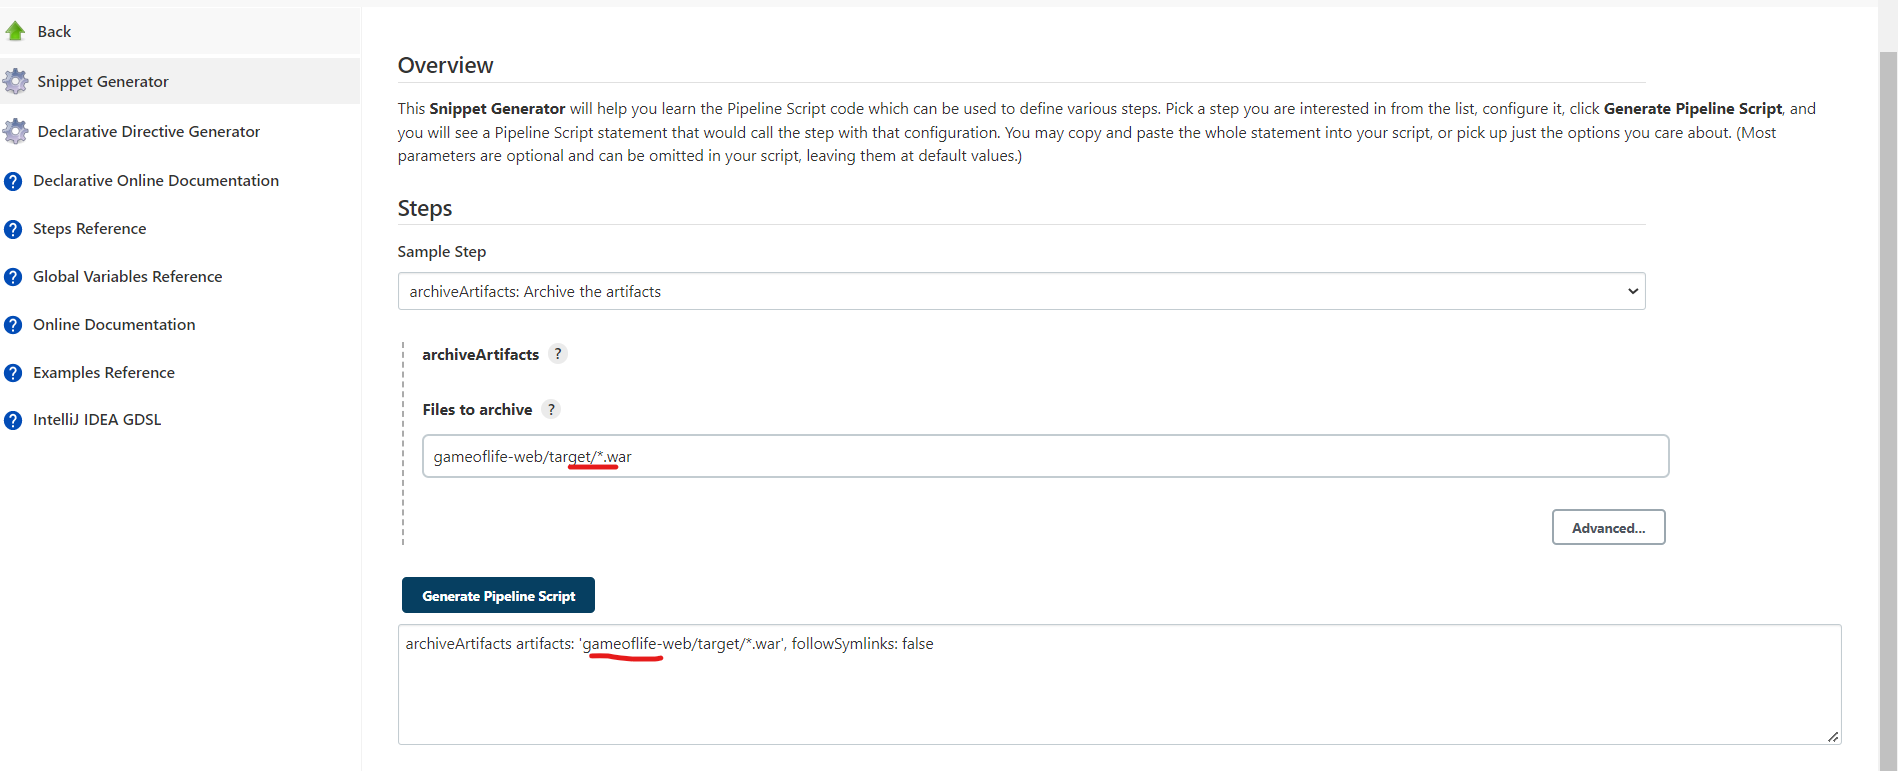 Back
Snippet Generator
Declarative Directive Generator
Declarative Online Documentation
Steps Reference
Global Variables Reference
Online Documentation
Examples Reference
IntelliJ IDEA GDSL
Overview
This Snippet Generator will help you learn the Pipeline Script code which can be used to define various steps. Pick a step you are interested in from the list, configure it, click Generate Pipeline Script, and
you will see a Pipeline Script statement that would call the step with that configuration. You may copy and paste the whole statement into your script, or pick up just the options you care about. (Most
parameters are optional and can be omitted in your script, leaving them at default values.)
Steps
Sample Step
archiveArtifacts: Archive the artifacts
archiveArtifacts ?
Files to archive ?
gameoflife-web/target/*.war
Advanced...
Generate Pipeline Script
archiveArtifacts artifacts: 'gameoflife-web/target/*.war', followSymlinks: false